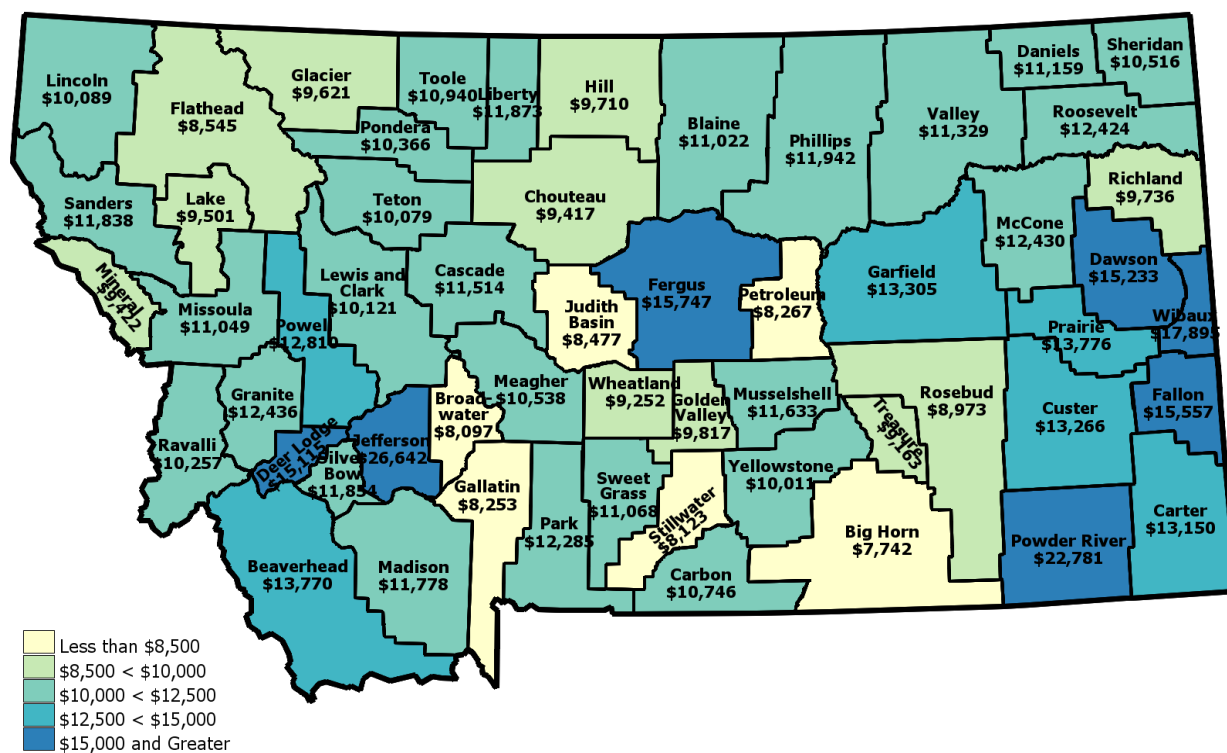 Lincoln
$10,089
Flathead
$8,545
Glacier
$9,621
Toole
$10,940
Liberty
$11,873
Hill
$9,710
Blaine
$11,022
Phillips
$11,942
Valley
$11,329
Daniels
$11,159
Sheridan
$10,516
Roosevelt
$12,424
Pondera
$10,366
Richland
$9,736
Sanders
$11,838
Lake
$9,501
Teton
$10,079
Chouteau
$9,417
McCone
$12,430
Dawson
$15,233
Mineral
$9,422
Missoula
$11,049
Powell
$12,810
Lewis and
Clark
$10,121
Cascade
$11,514
Judith
Basin
$8,477
Fergus
$15,747
Petroleum
$8,267
Garfield
$13,305
Prairie
$13,776
Wibaux
$17,895
Granite
$12,436
Broad-
water
$8,097
Meagher
$10,538
Wheatland
$9,252
Golden
Valley
$9,817
Musselshell
$11,633
Treasure
$9,163
Rosebud
$8,973
Custer
$13,266
Fallon
$15,557
Ravalli
$10,257
Deer Lodge
Silver
Bow
$11,854
Jefferson
$26,642
Gallatin
$8,253
Park
$12,285
Sweet
Grass
$11,068
Stillwater
$8,123
Yellowstone
$10,011
Big Horn
$7,742
Powder River
$22,781
Carter
$13,150
Beaverhead
$13,770
Madison
$11,778
Carbon
$10,746
Less than $8,500
$8,500 < $10,000
$10,000 < $12,500
$12,500 < $15,000
$15,000 and Greater